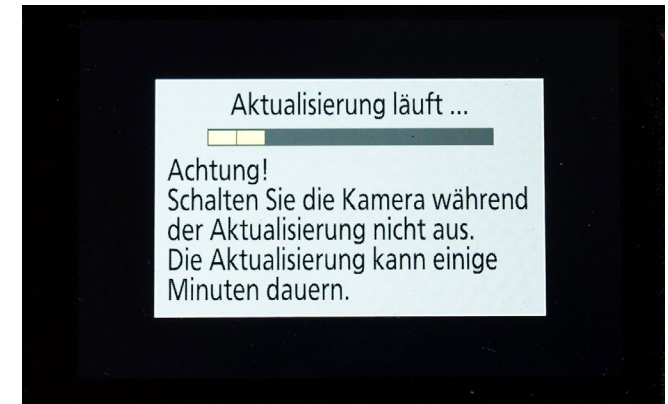 Aktualisierung läuft ...
Achtung!
Schalten Sie die Kamera während
der Aktualisierung nicht aus.
Die Aktualisierung kann einige
Minuten dauern.